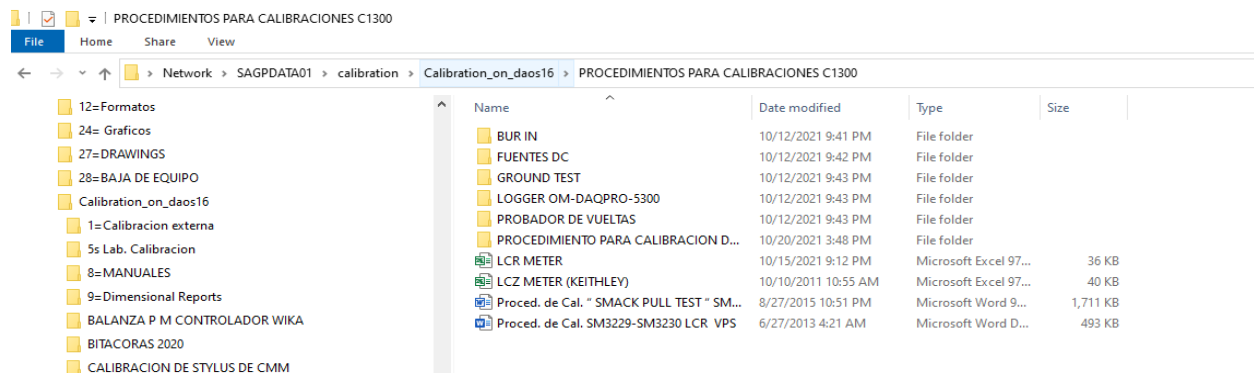 PROCEDIMIENTOS PARA CALIBRACIONES C1300
File Home Share View
Network > SAGPDATA01 > calibration > Calibration_on_daos16 > PROCEDIMIENTOS PARA CALIBRACIONES C1300
12=Formatos
24= Graficos
27=DRAWINGS
28=BAJA DE EQUIPO
Calibration_on_daos16
1=Calibracion externa
5s Lab. Calibracion
8=MANUALES
9=Dimensional Reports
BALANZA P M CONTROLADOR WIKA
BITACORAS 2020
CALIBRACION DE STYLUS DE CMM
Name Date modified Type Size
BUR IN 10/12/2021 9:41 PM File folder
FUENTES DC 10/12/2021 9:42 PM File folder
GROUND TEST 10/12/2021 9:43 PM File folder
LOGGER OM-DAQPRO-5300 10/12/2021 9:43 PM File folder
PROBADOR DE VUELTAS 10/12/2021 9:43 PM File folder
PROCEDIMIENTO PARA CALIBRACION D... 10/20/2021 3:48 PM File folder
LCR METER 10/15/2021 9:12 PM Microsoft Excel 97... 36 KB
LCZ METER (KEITHLEY) 10/10/2011 10:55 AM Microsoft Excel 97... 40 KB
Proced. de Cal. " SMACK PULL TEST " SM... 8/27/2015 10:51 PM Microsoft Word 9... 1,711 KB
Proced. de Cal. SM3229-SM3230 LCR VPS 6/27/2013 4:21 AM Microsoft Word D... 493 KB